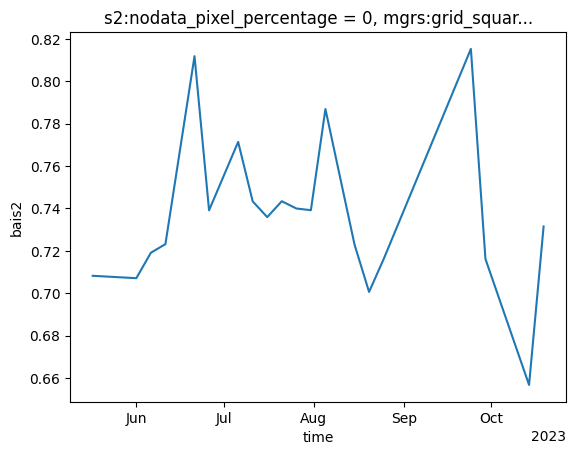 s2:nodata_pixel_percentage = 0, mgrs:grid_squar...
0.82
0.80
0.78
0.76
0.74
0.72
0.70
0.68
0.66
bais2
Jun Jul Aug Sep Oct
time
2023